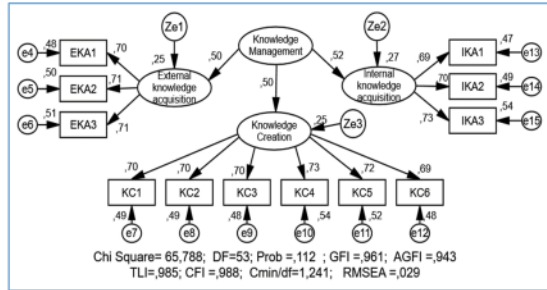 Ze1
Ze2
Knowledge
Management
e4
,48
EKA1
,70
,25
,50
,52
,27
,69
IKA1
,47
e13
e5
,50
EKA2
,71
External
knowledge
acquisition
,50
Internal
knowledge
acquisition
,70
IKA2
,49
e14
e6
,51
EKA3
,71
,73
IKA3
,54
e15
,25
Ze3
Knowledge
Creation
,70
,70
,70
,73
,72
,69
KC1
KC2
KC3
KC4
KC5
KC6
,49
,49
,48
,54
,52
,48
e7
e8
e9
e10
e11
e12
Chi Square= 65,788; DF=53; Prob =,112 ; GFI =,961; AGFI =,943
TLI=,985; CFI =,988; Cmin/df=1,241; RMSEA =,029